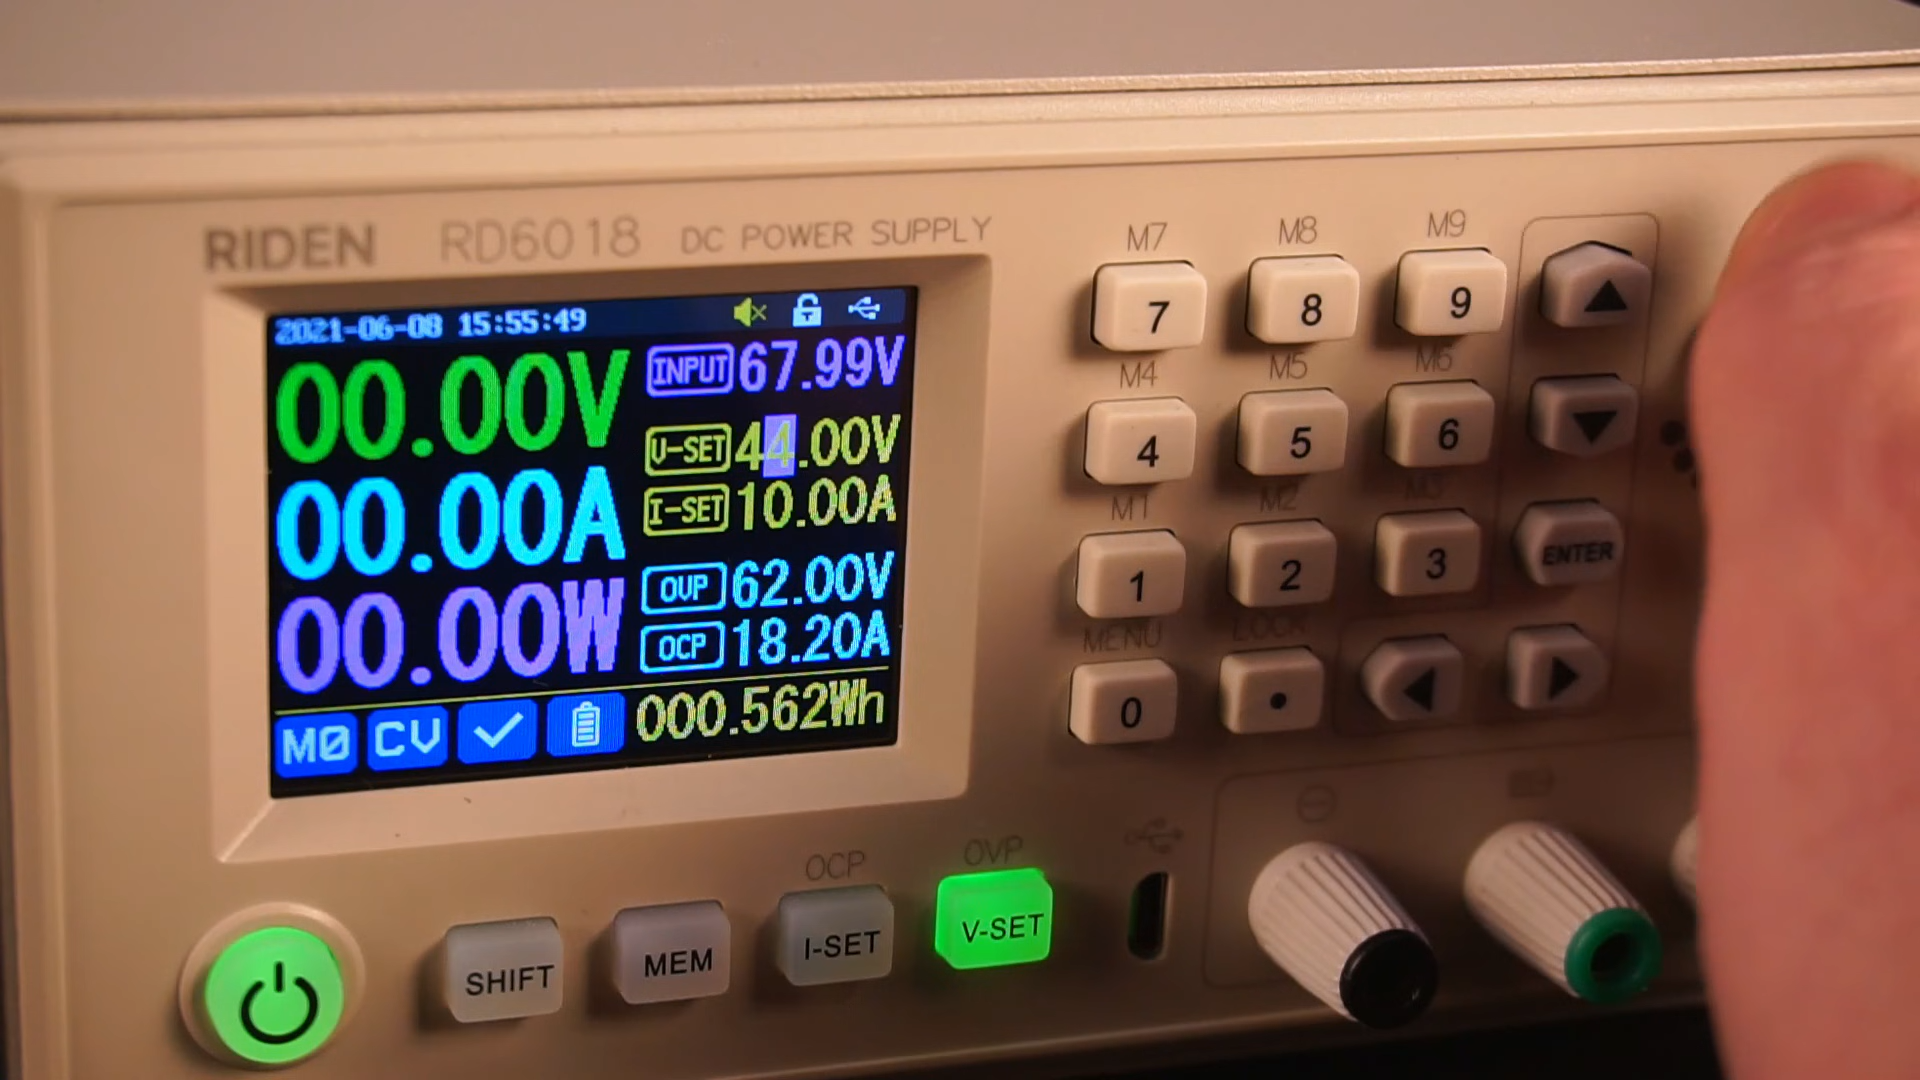 RIDEN RD6018 DC POWER SUPPLY
2021-06-08 15:55:49
00.00V
00.00A
00.00W
INPUT 67.99V
V-SET 44.00V
I-SET 10.00A
OVP 62.00V
OCP 18.20A
M0 CV 000.562Wh
M7 M8 M9
7 8 9
M4 M5 M6
4 5 6
M1 M2 M3
1 2 3 ENTER
MENU LOCK
0 .
OCP OVP
SHIFT MEM I-SET V-SET